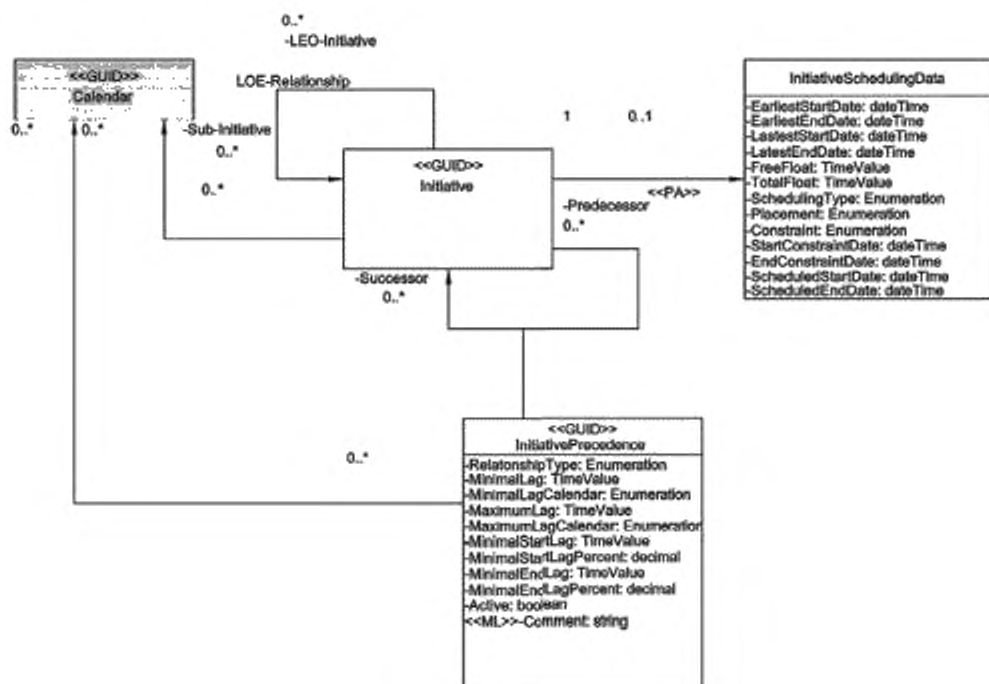 0..*
-LEO-Initiative
<<GUID>>
Calendar
0..*
0..*
LOE-Relationship
-Sub-Initiative
0..*
0..*
<<GUID>>
Initiative
1
0..1
<<PA>>
-Predecessor
0..*
-Successor
0..*
InitiativeSchedulingData
-EarliestStartDate: dateTime
-EarliestEndDate: dateTime
-LastestStartDate: dateTime
-LatestEndDate: dateTime
-FreeFloat: TimeValue
-TotalFloat: TimeValue
-SchedulingType: Enumeration
-Placement: Enumeration
-Constraint: Enumeration
-StartConstraintDate: dateTime
-EndConstraintDate: dateTime
-ScheduledStartDate: dateTime
-ScheduledEndDate: dateTime
0..*
<<GUID>>
InitiativePrecedence
-RelatonshipType: Enumeration
-MinimalLag: TimeValue
-MinimalLagCalendar: Enumeration
-MaximumLag: TimeValue
-MaximumLagCalendar: Enumeration
-MinimalStartLag: TimeValue
-MinimalStartLagPercent: decimal
-MinimalEndLag: TimeValue
-MinimalEndLagPercent: decimal
-Active: boolean
<<ML>>-Comment: string